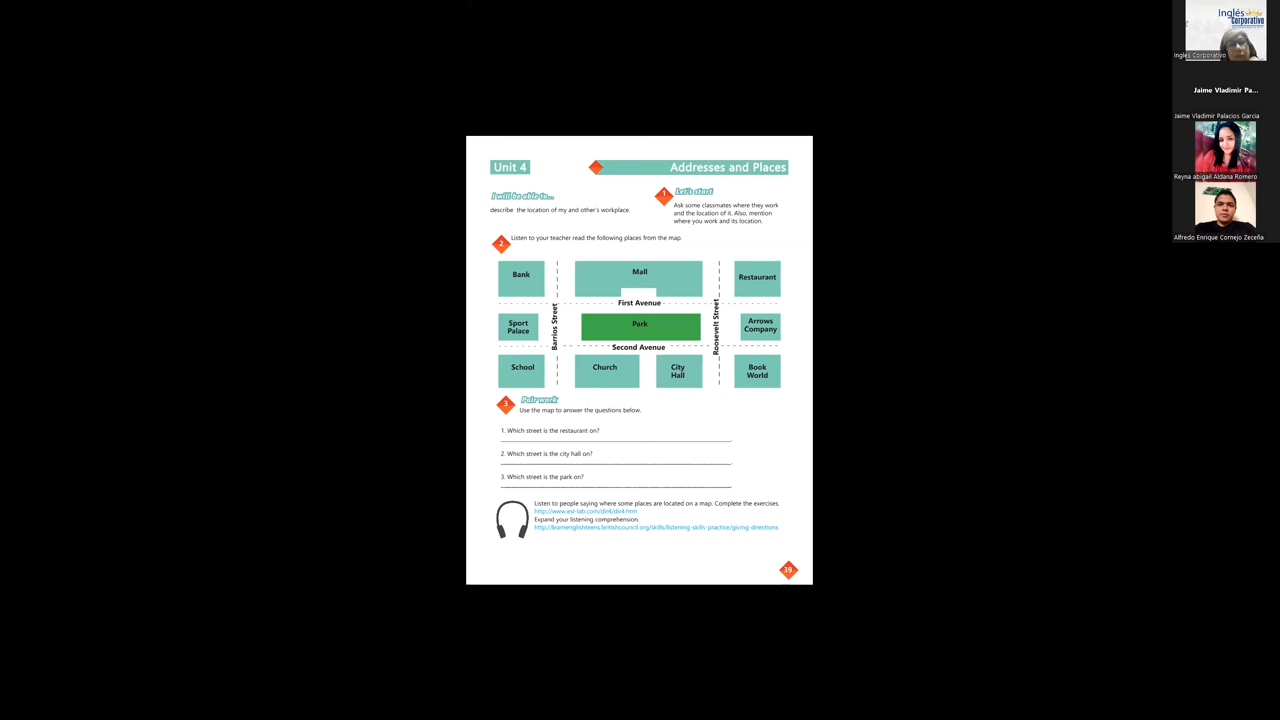 Unit 4
Addresses and Places
I will be able to...
describe the location of my and other's workplace.
1
Let's start
Ask some classmates where they work
and the location of it, Also, mention
where you work and its location.
2
Listen to your teacher read the following places from the map.
Bank
Mall
Restaurant
First Avenue
Barrios Street
Roosevelt Street
Sport
Palace
Park
Arrows
Company
Second Avenue
School
Church
City
Hall
Book
World
3
Pair work
Use the map to answer the questions below.
1. Which street is the restaurant on?
2. Which street is the city hall on?
3. Which street is the park on?
Listen to people saying where some places are located on a map. Complete the exercises.
http://www.esl-lab.com/dir4/dir4.htm
Expand your listening comprehension.
http://learnenglishteens.britishcouncil.org/skills/listening-skills-practice/giving-directions
39
Inglés
Corporativo
Inglés Corporativo
Jaime Vladimir Pa...
Jaime Vladimir Palacios Garcia
Reyna abigail Aldana Romero
Alfredo Enrique Cornejo Zeceña